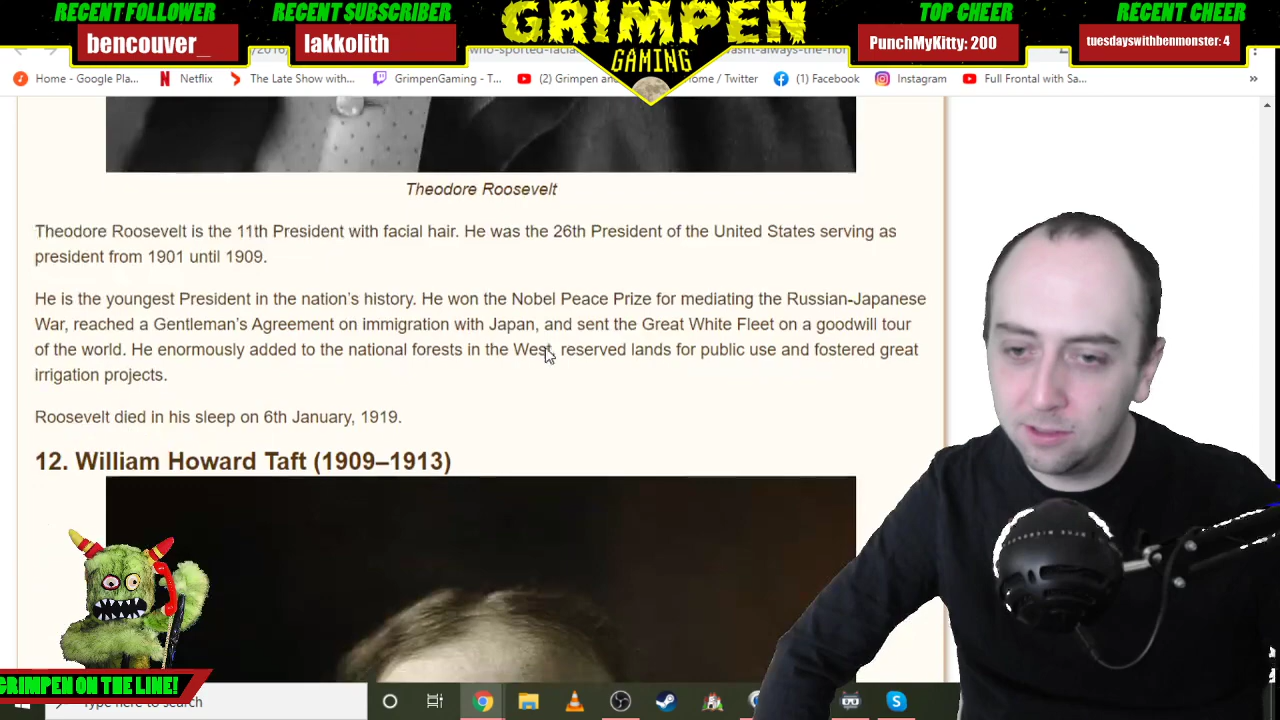 RECENT FOLLOWER
bencouver_
RECENT SUBSCRIBER
lakkolith
GRIMPEN
GAMING
TOP CHEER
PunchMyKitty: 200
RECENT CHEER
tuesdayswithbenmonster: 4
Home - Google Pla...
Netflix
The Late Show with...
GrimpenGaming - T...
(2) Grimpen an
ome / Twitter
(1) Facebook
Instagram
Full Frontal with Sa...
»
Theodore Roosevelt
Theodore Roosevelt is the 11th President with facial hair. He was the 26th President of the United States serving as
president from 1901 until 1909.
He is the youngest President in the nation's history. He won the Nobel Peace Prize for mediating the Russian-Japanese
War, reached a Gentleman's Agreement on immigration with Japan, and sent the Great White Fleet on a goodwill tour
of the world. He enormously added to the national forests in the West, reserved lands for public use and fostered great
irrigation projects.
Roosevelt died in his sleep on 6th January, 1919.
12. William Howard Taft (1909–1913)
GRIMPEN ON THE LINE!
Type here to search